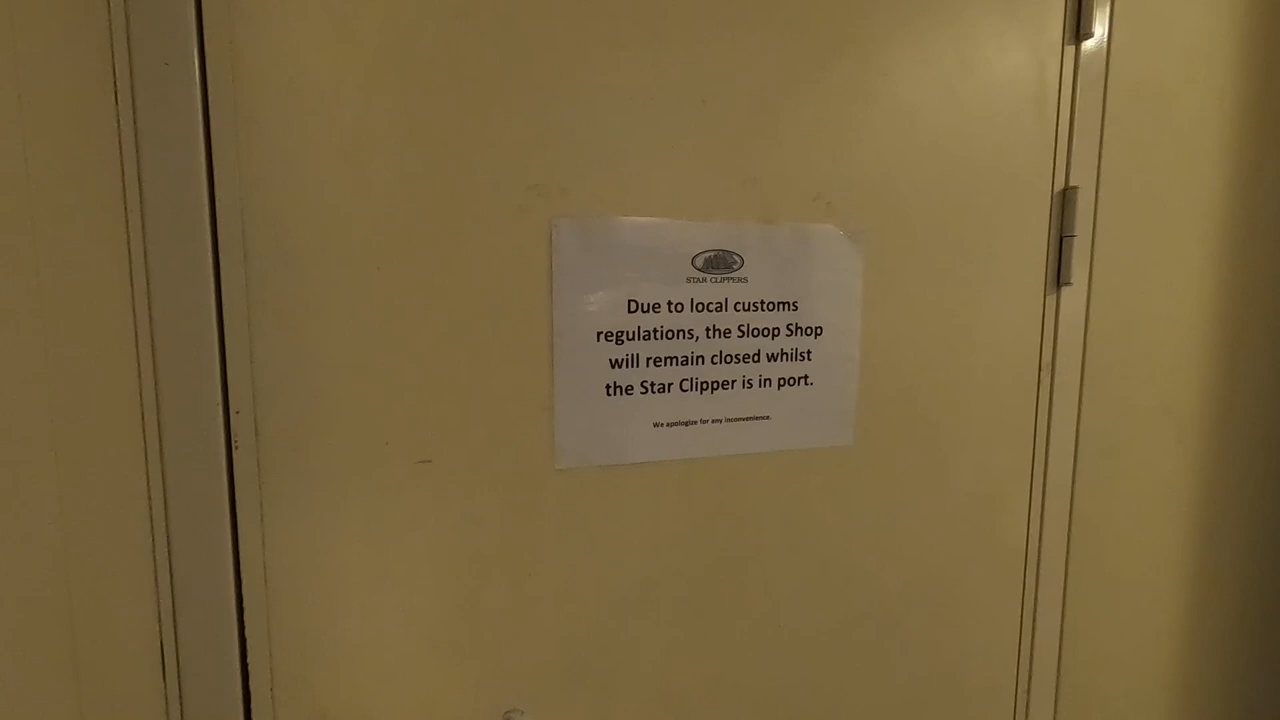 STAR CLIPPERS
Due to local customs
regulations, the Sloop Shop
will remain closed whilst
the Star Clipper is in port.
We apologize for any inconvenience.